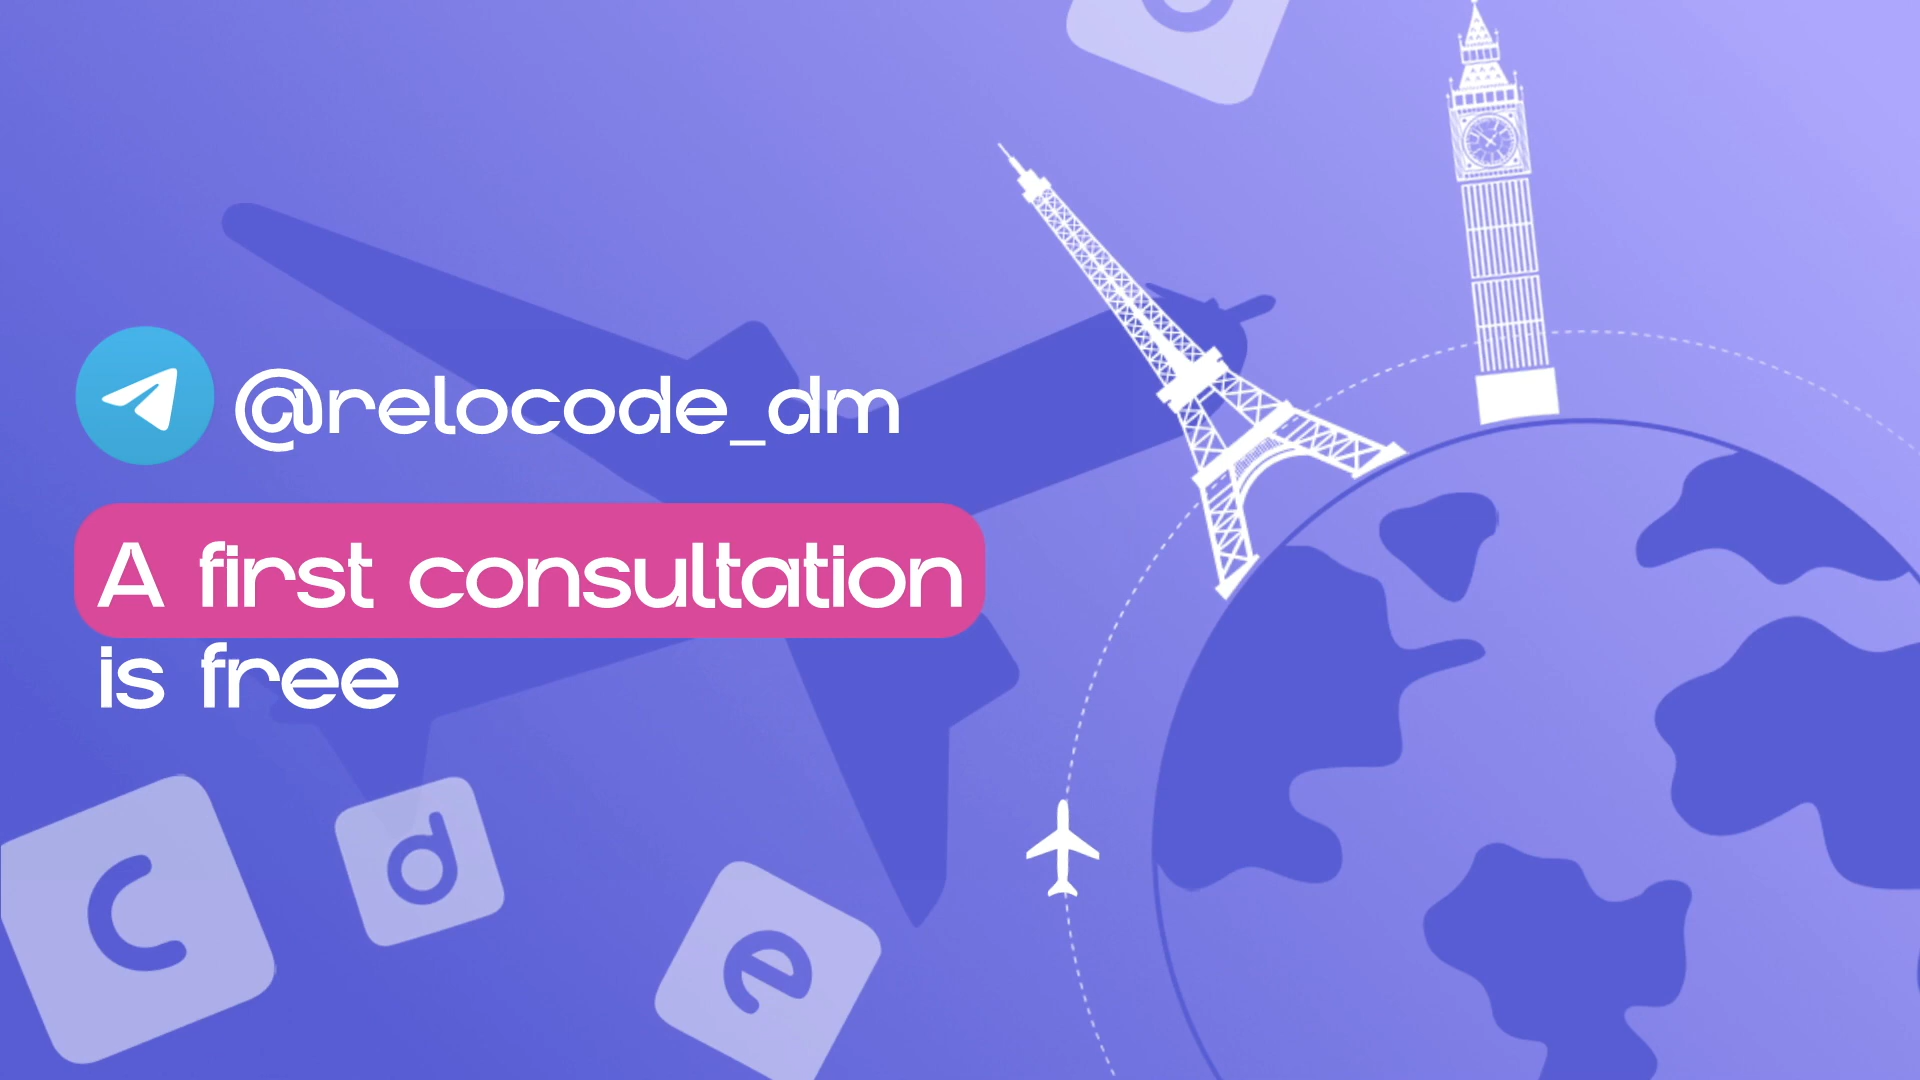 @relocode_dm
A first consultation
is free
c
d
e